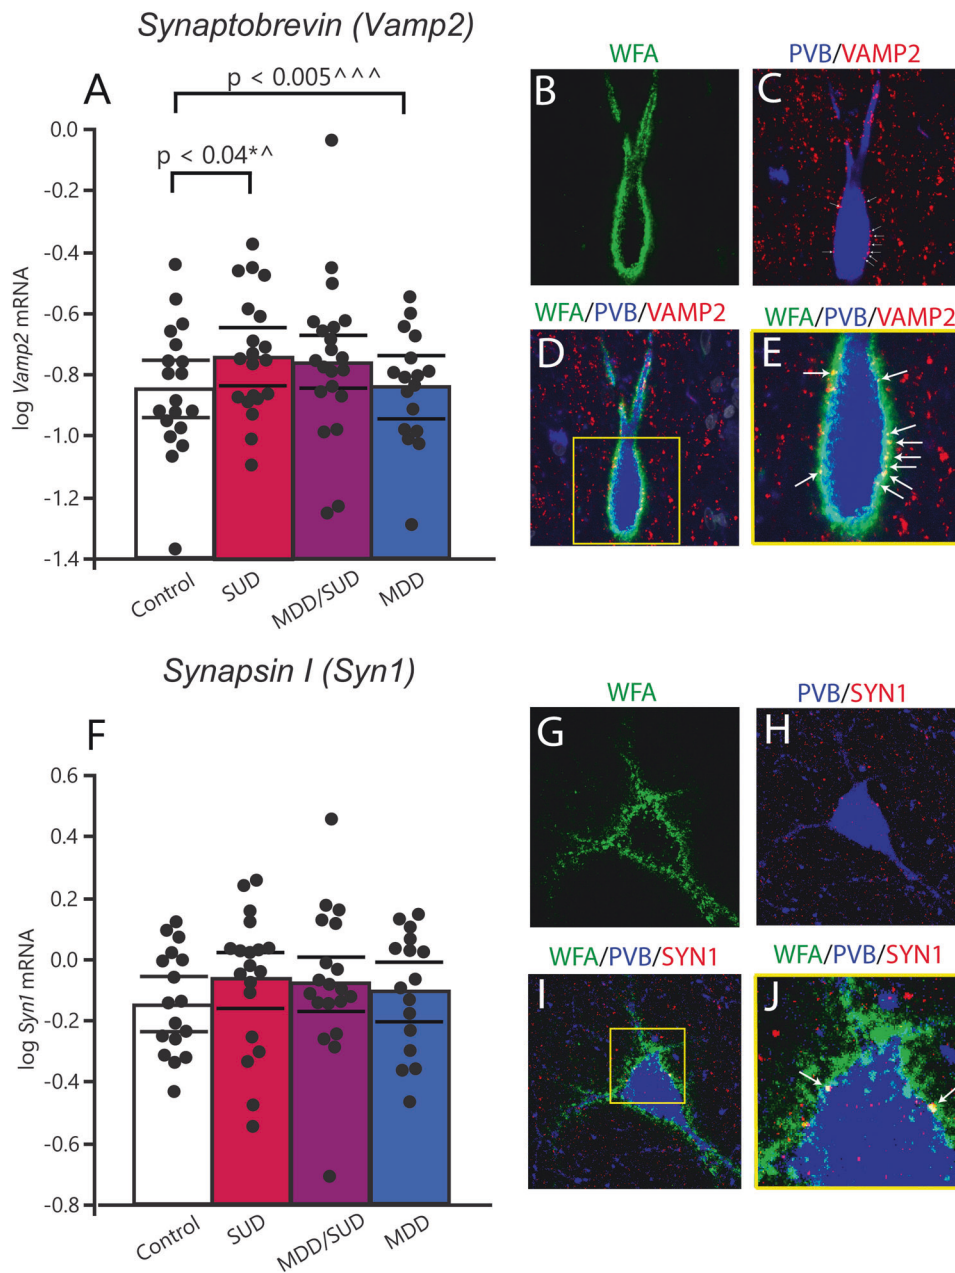 Synaptobrevin (Vamp2)
A
p < 0.005^^^
p < 0.04*^
log Vamp2 mRNA
0.0
-0.2
-0.4
-0.6
-0.8
-1.0
-1.2
-1.4
Control
SUD
MDD/SUD
MDD
WFA
B
PVB/VAMP2
C
WFA/PVB/VAMP2
D
WFA/PVB/VAMP2
E
Synapsin I (Syn1)
F
log Syn1 mRNA
0.6
0.4
0.2
0.0
-0.2
-0.4
-0.6
-0.8
Control
SUD
MDD/SUD
MDD
WFA
G
PVB/SYN1
H
WFA/PVB/SYN1
I
WFA/PVB/SYN1
J